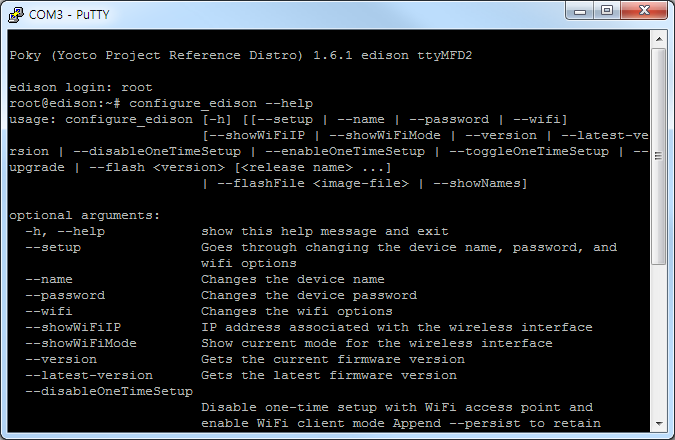 COM3 - PuTTY
Poky (Yocto Project Reference Distro) 1.6.1 edison ttyMFD2
edison login: root
root@edison:~# configure_edison --help
usage: configure_edison [-h] [[--setup | --name | --password | --wifi]
[--showWiFiIP | --showWiFiMode | --version | --latest-ve
rsion | --disableOneTimeSetup | --enableOneTimeSetup | --toggleOneTimeSetup | --
upgrade | --flash <version> [<release name> ...]
| --flashFile <image-file> | --showNames]
optional arguments:
-h, --help show this help message and exit
--setup Goes through changing the device name, password, and
wifi options
--name Changes the device name
--password Changes the device password
--wifi Changes the wifi options
--showWiFiIP IP address associated with the wireless interface
--showWiFiMode Show current mode for the wireless interface
--version Gets the current firmware version
--latest-version Gets the latest firmware version
--disableOneTimeSetup
Disable one-time setup with WiFi access point and
enable WiFi client mode Append --persist to retain